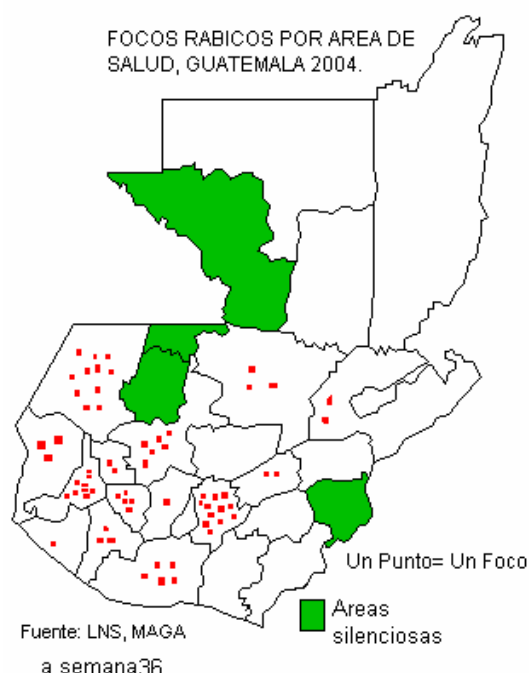 FOCOS RABICOS POR AREA DE
SALUD, GUATEMALA 2004.
Un Punto= Un Foco
Areas
silenciosas
Fuente: LNS, MAGA
a semana36